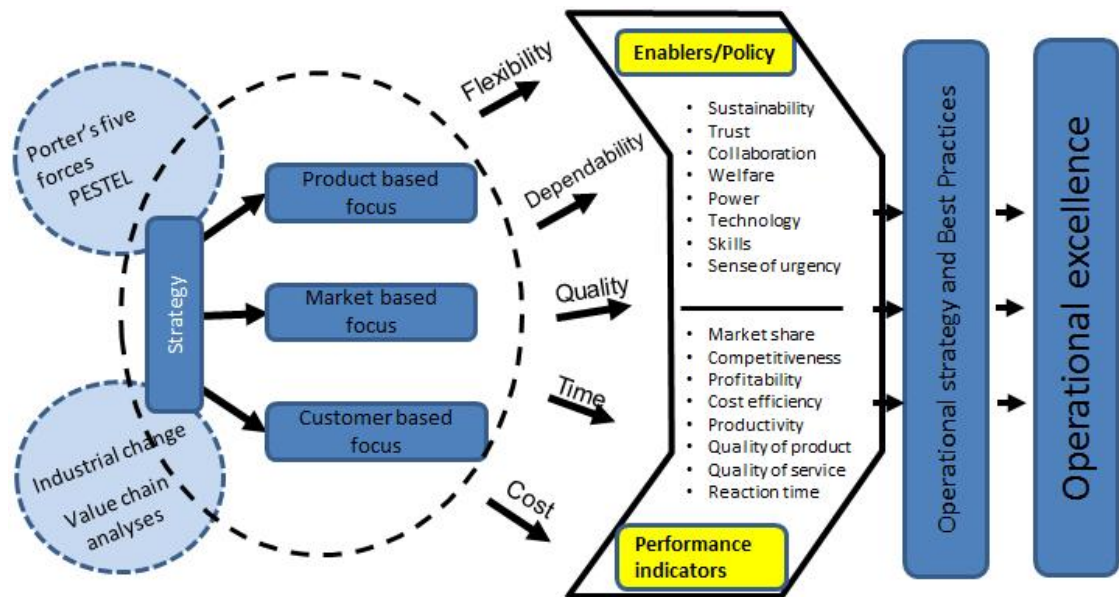 Porter's five
forces
PESTEL
Strategy
Industrial change
Value chain
analyses
Product based
focus
Market based
focus
Customer based
focus
Flexibility
Dependability
Quality
Time
Cost
Enablers/Policy
• Sustainability
• Trust
• Collaboration
• Welfare
• Power
• Technology
• Skills
• Sense of urgency
• Market share
• Competitiveness
• Profitability
• Cost efficiency
• Productivity
• Quality of product
• Quality of service
• Reaction time
Performance
indicators
Operational strategy and Best Practices
Operational excellence